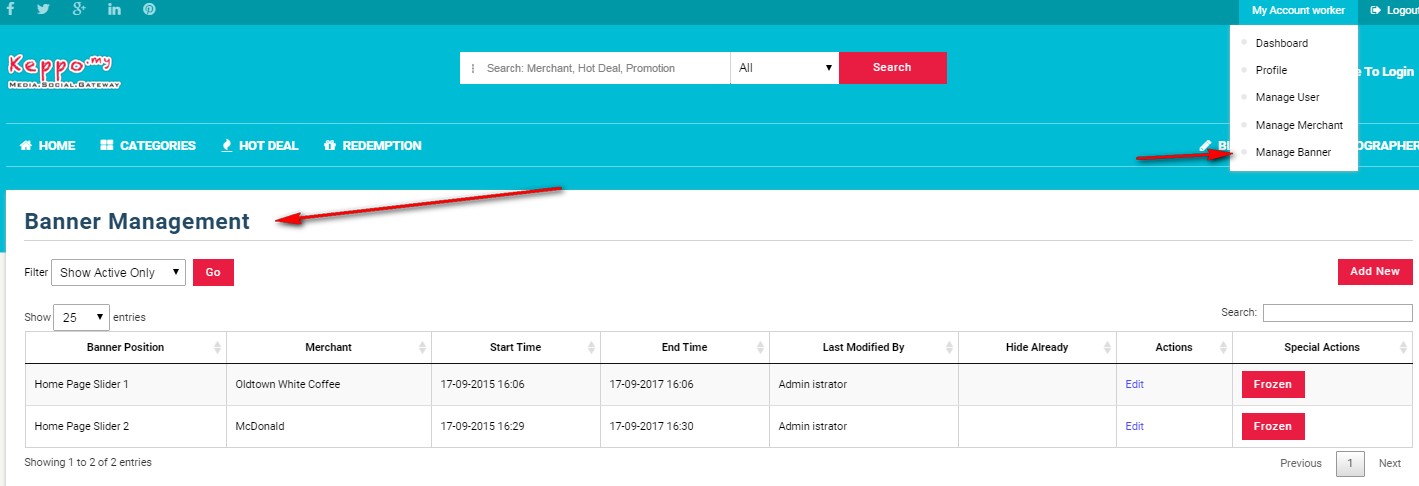 My Account worker
Logout
Dashboard
Profile
Manage User
Manage Merchant
Manage Banner
Keppo.my
MEDIA.SOCIAL.GATEWAY
Search: Merchant, Hot Deal, Promotion
All
Search
To Login
HOME
CATEGORIES
HOT DEAL
REDEMPTION
Banner Management
Filter
Show Active Only
Go
Add New
Show 25 entries
Search:
Banner Position Merchant Start Time End Time Last Modified By Hide Already Actions Special Actions
Home Page Slider 1 Oldtown White Coffee 17-09-2015 16:06 17-09-2017 16:06 Admin istrator Edit Frozen
Home Page Slider 2 McDonald 17-09-2015 16:29 17-09-2017 16:30 Admin istrator Edit Frozen
Showing 1 to 2 of 2 entries
Previous 1 Next